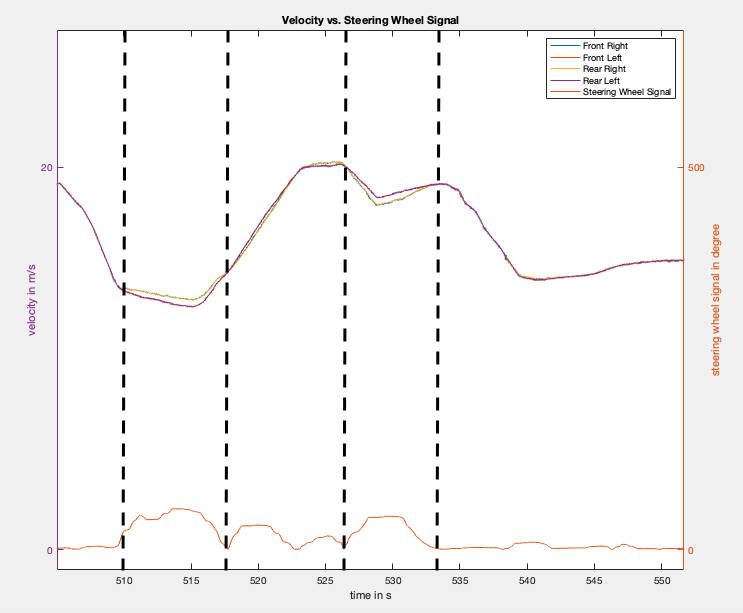 Velocity vs. Steering Wheel Signal
Front Right
Front Left
Rear Right
Rear Left
Steering Wheel Signal
20
0
velocity in m/s
500
0
steering wheel signal in degree
510 515 520 525 530 535 540 545 550
time in s